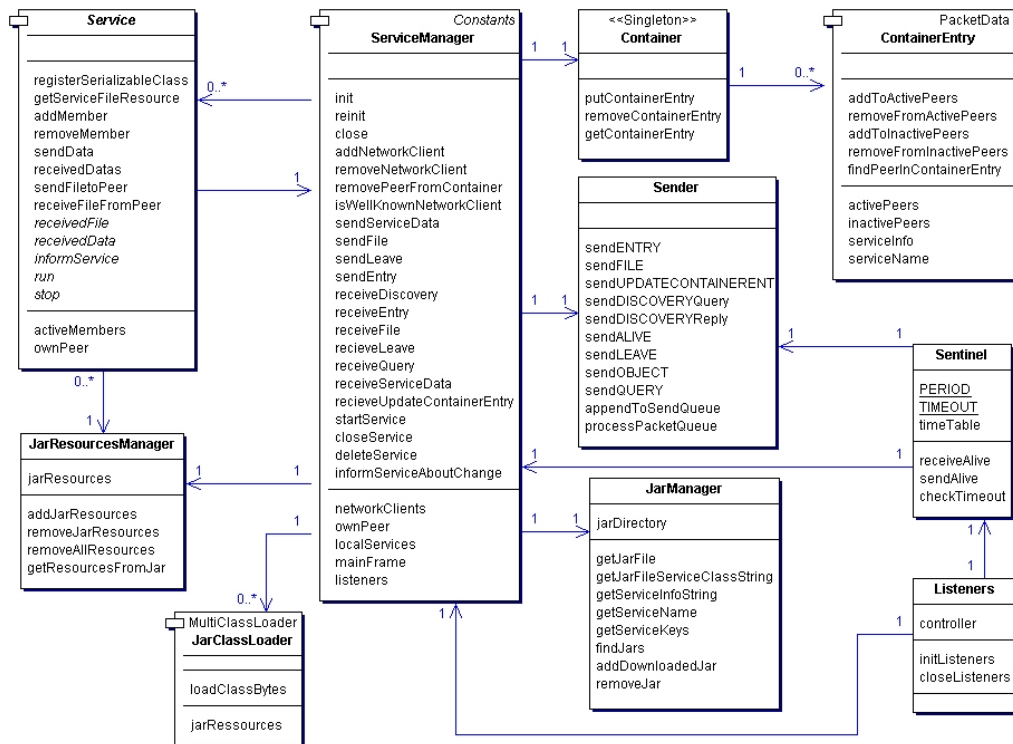 Service
registerSerializableClass
getServiceFileResource
addMember
removeMember
sendData
receivedDatas
sendFiletoPeer
receiveFileFromPeer
receivedFile
receivedData
informService
run
stop
activeMembers
ownPeer
0..*
1
0..*
1
JarResourcesManager
jarResources
addJarResources
removeJarResources
removeAllResources
getResourcesFromJar
1
1
1
0..*
MultiClassLoader
JarClassLoader
loadClassBytes
jarRessources
Constants
ServiceManager
init
reinit
close
addNetworkClient
removeNetworkClient
removePeerFromContainer
isWellKnownNetworkClient
sendServiceData
sendFile
sendLeave
sendEntry
receiveDiscovery
receiveEntry
receiveFile
recieveLeave
receiveQuery
receiveServiceData
recieveUpdateContainerEntry
startService
closeService
deleteService
informServiceAboutChange
networkClients
ownPeer
localServices
mainFrame
listeners
1
1
<<Singleton>>
Container
putContainerEntry
removeContainerEntry
getContainerEntry
1
0..*
PacketData
ContainerEntry
addToActivePeers
removeFromActivePeers
addToInactivePeers
removeFromInactivePeers
findPeerInContainerEntry
activePeers
inactivePeers
serviceInfo
serviceName
1
1
Sender
sendENTRY
sendFILE
sendUPDATECONTAINERENT
sendDISCOVERYQuery
sendDISCOVERYReply
sendALIVE
sendLEAVE
sendOBJECT
sendQUERY
appendToSendQueue
processPacketQueue
1
1
Sentinel
PERIOD
TIMEOUT
timeTable
receiveAlive
sendAlive
checkTimeout
1
1
1
1
JarManager
jarDirectory
getJarFile
getJarFileServiceClassString
getServiceInfoString
getServiceName
getServiceKeys
findJars
addDownloadedJar
removeJar
1
1
Listeners
controller
initListeners
closeListeners
1
1